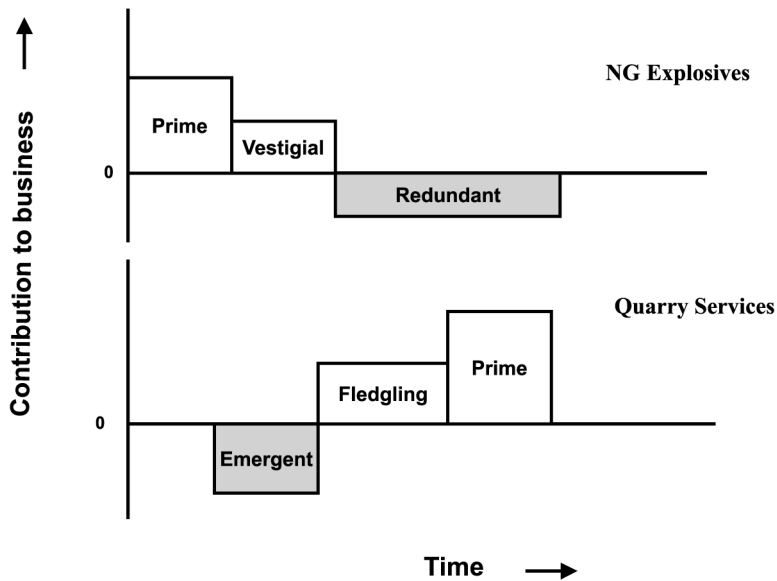 NG Explosives
Prime
Vestigial
0
Redundant
Contribution to business
Quarry Services
Prime
Fledgling
0
Emergent
Time